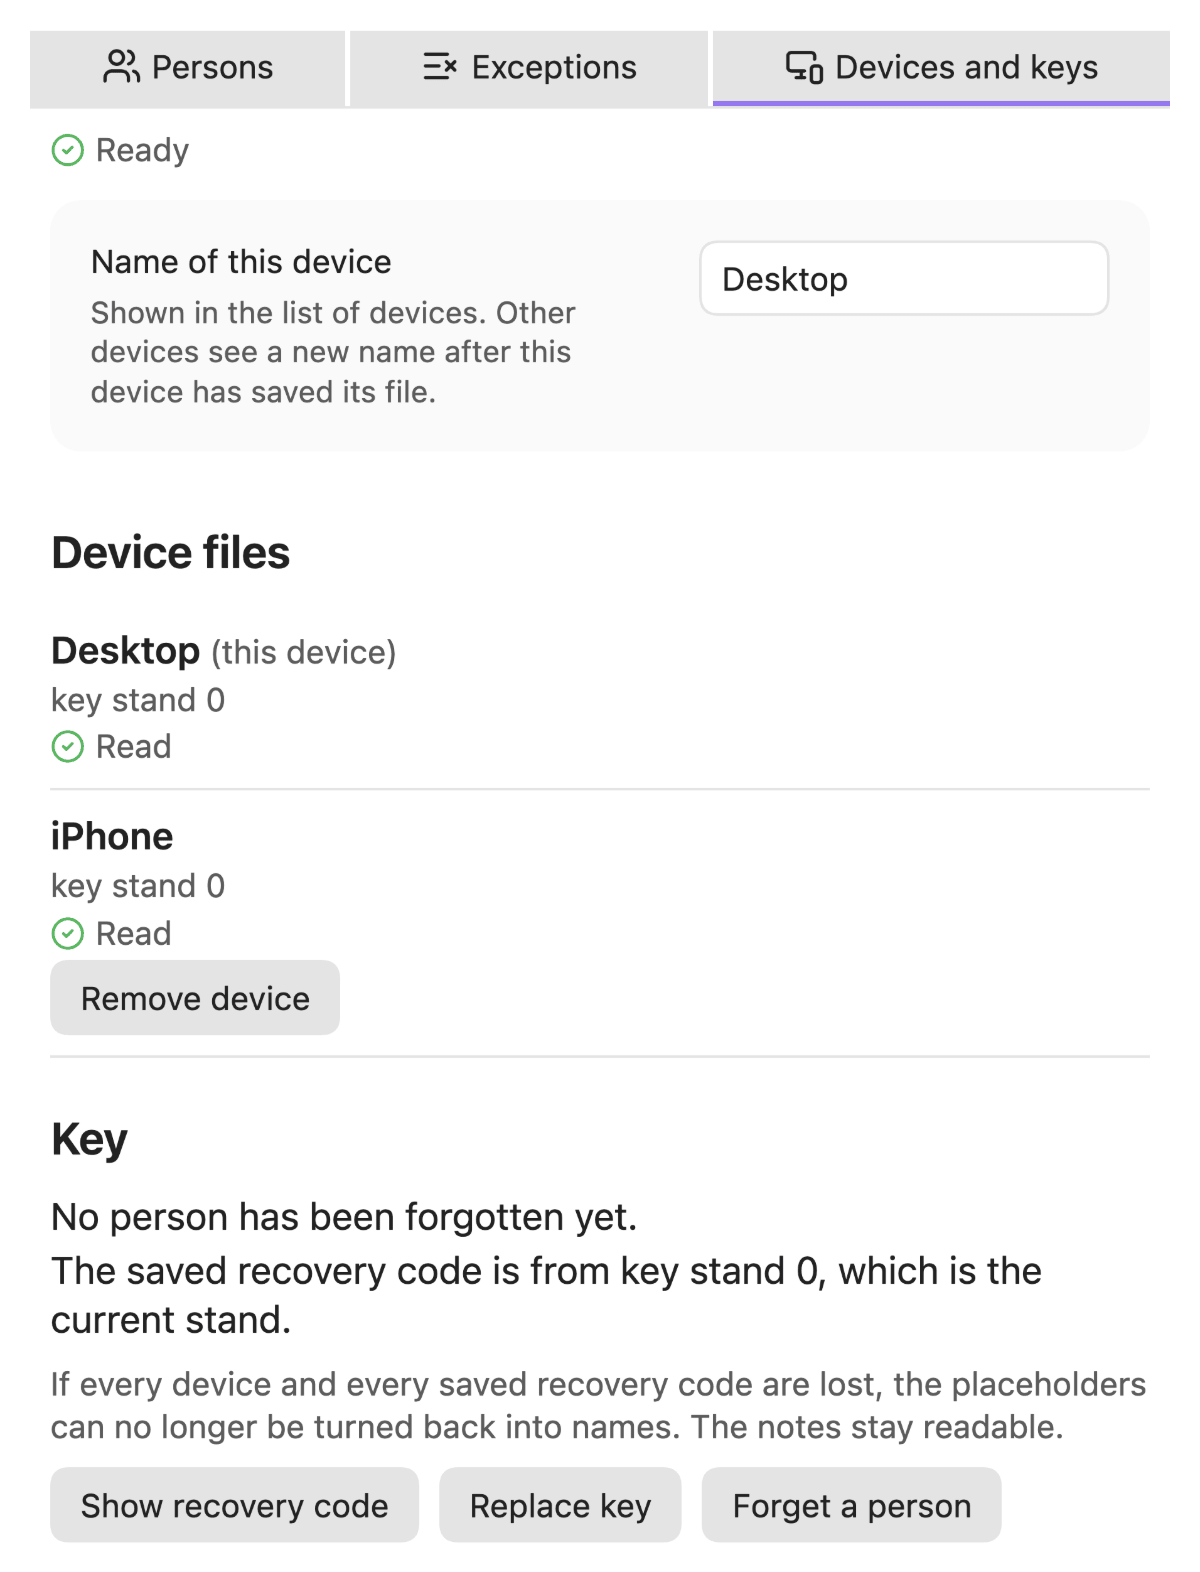 Persons
Exceptions
Devices and keys
Ready
Name of this device
Desktop
Shown in the list of devices. Other
devices see a new name after this
device has saved its file.
Device files
Desktop (this device)
key stand 0
Read
iPhone
key stand 0
Read
Remove device
Key
No person has been forgotten yet.
The saved recovery code is from key stand 0, which is the
current stand.
If every device and every saved recovery code are lost, the placeholders
can no longer be turned back into names. The notes stay readable.
Show recovery code
Replace key
Forget a person